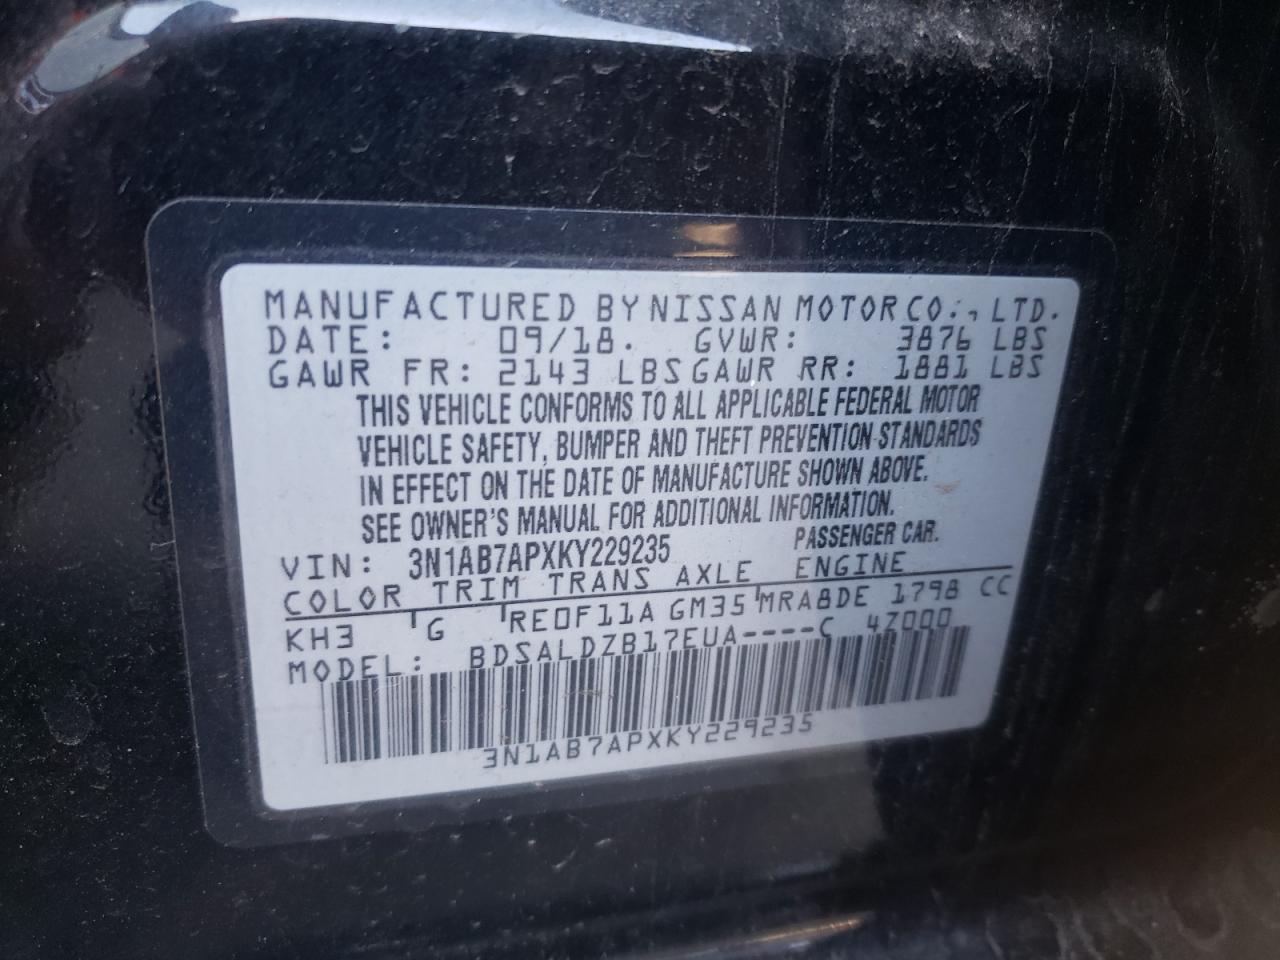 MANUFACTURED BY NISSAN MOTOR CO., LTD.
DATE: 09/18. GVWR: 3876 LBS
GAWR FR: 2143 LBS GAWR RR: 1881 LBS
THIS VEHICLE CONFORMS TO ALL APPLICABLE FEDERAL MOTOR
VEHICLE SAFETY, BUMPER AND THEFT PREVENTION STANDARDS
IN EFFECT ON THE DATE OF MANUFACTURE SHOWN ABOVE.
SEE OWNER'S MANUAL FOR ADDITIONAL INFORMATION.
VIN: 3N1AB7APXKY229235 PASSENGER CAR.
COLOR TRIM TRANS AXLE ENGINE
KH3 G RE0F11A GM35 MRA8DE 1798 CC
MODEL: BDSALDZB17EUA----C 4Z000
3N1AB7APXKY229235